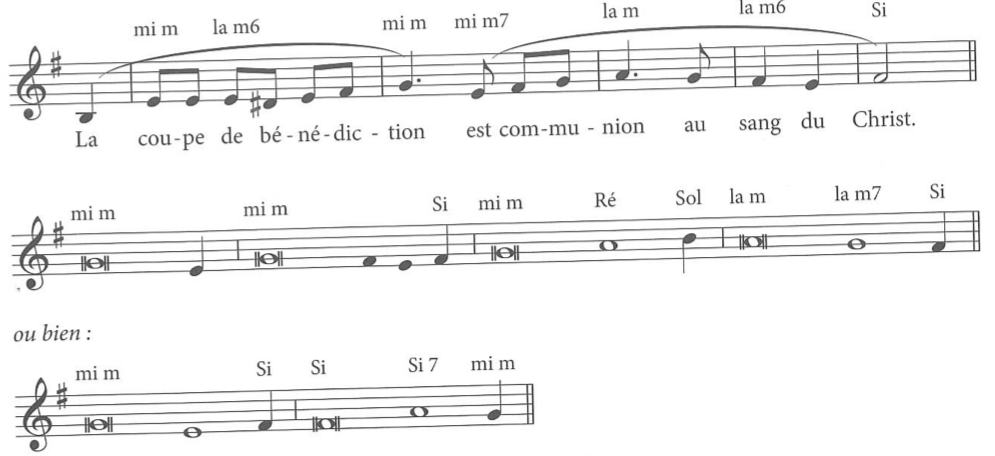 mi m la m6 mi m mi m7 la m la m6 Si
La cou-pe de bé-né-dic-tion est com-mu-nion au sang du Christ.
mi m mi m Si mi m Ré Sol la m la m7 Si
ou bien :
mi m Si Si Si 7 mi m